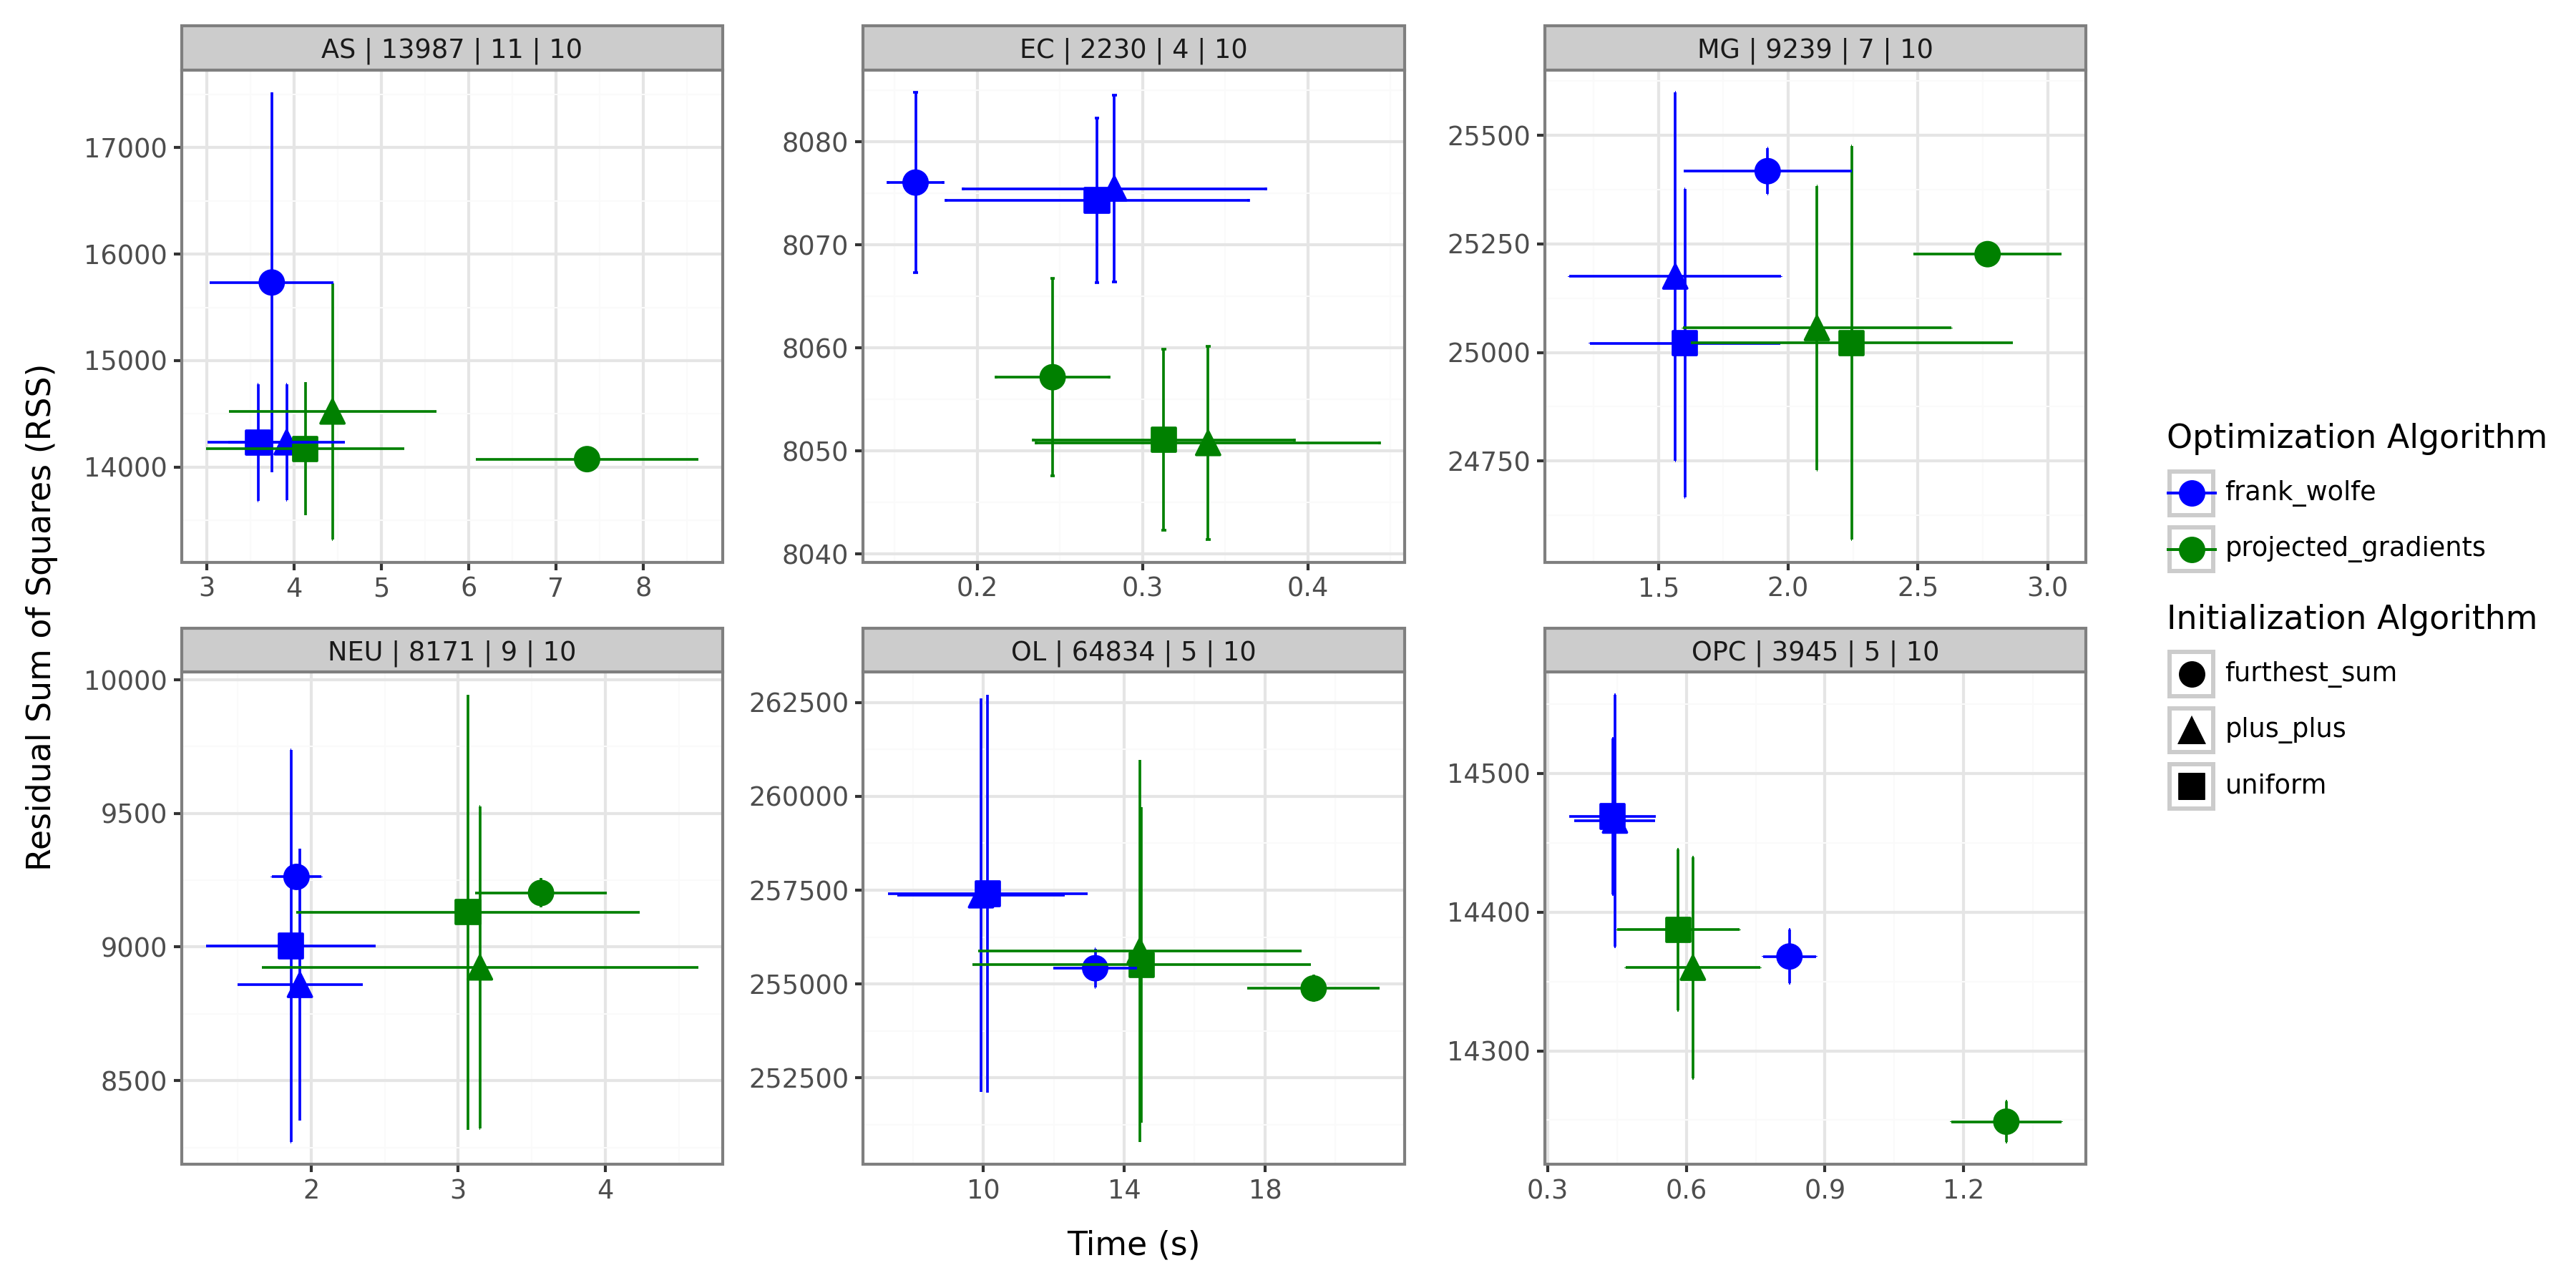 AS | 13987 | 11 | 10
EC | 2230 | 4 | 10
MG | 9239 | 7 | 10
17000
16000
15000
14000
3 4 5 6 7 8
8080
8070
8060
8050
8040
0.2 0.3 0.4
25500
25250
25000
24750
1.5 2.0 2.5 3.0
NEU | 8171 | 9 | 10
OL | 64834 | 5 | 10
OPC | 3945 | 5 | 10
10000
9500
9000
8500
2 3 4
262500
260000
257500
255000
252500
10 14 18
14500
14400
14300
0.3 0.6 0.9 1.2
Residual Sum of Squares (RSS)
Time (s)
Optimization Algorithm
frank_wolfe
projected_gradients
Initialization Algorithm
furthest_sum
plus_plus
uniform